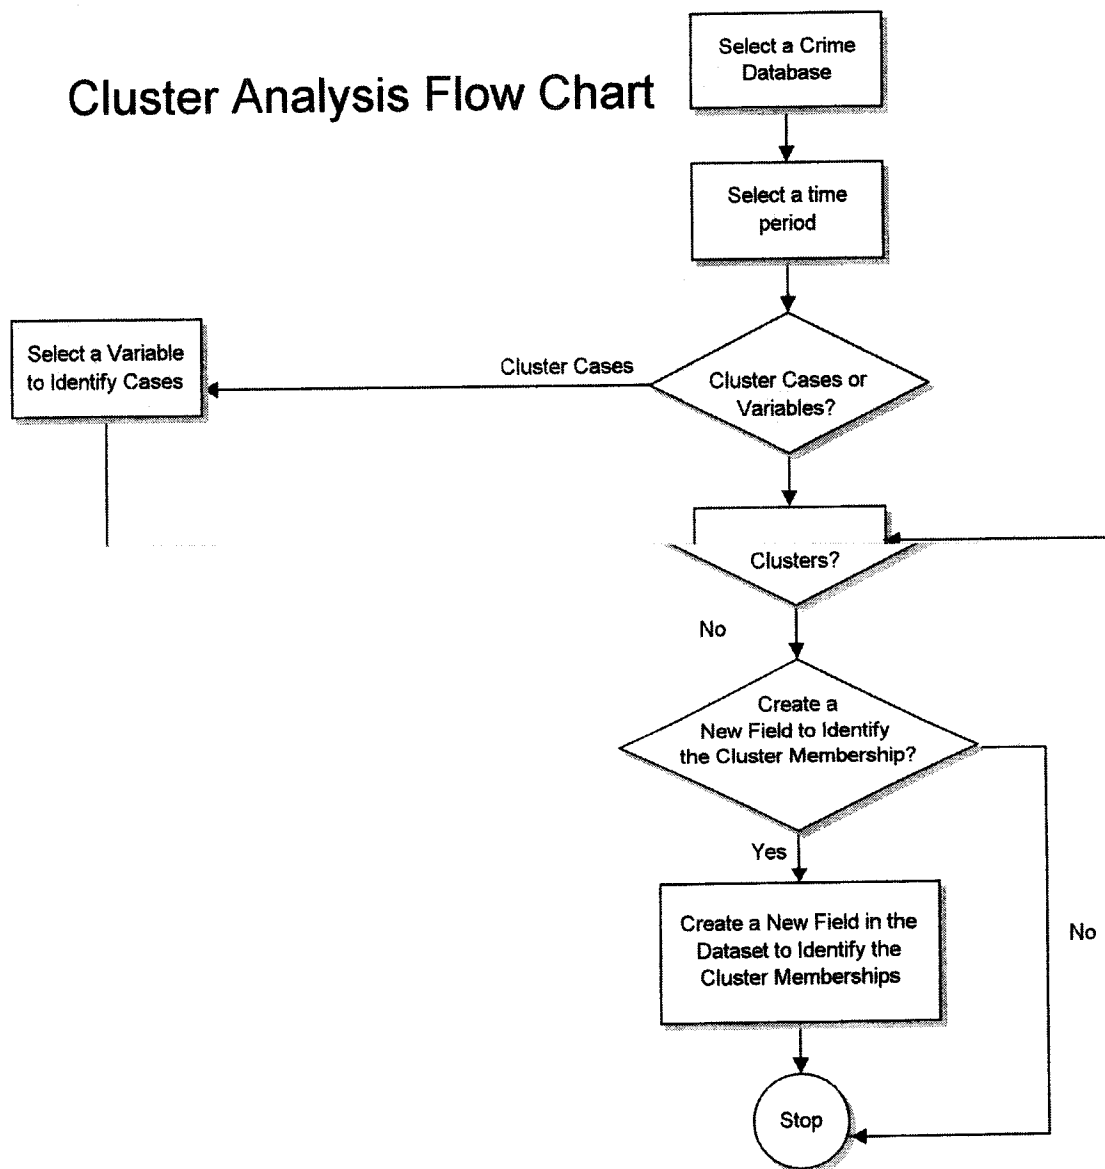 Select a Crime
Database
Cluster Analysis Flow Chart
Select a time
period
Select a Variable
to Identify Cases
Cluster Cases
Cluster Cases or
Variables?
Clusters?
No
Create a
New Field to Identify
the Cluster Membership?
Yes
Create a New Field in the
Dataset to Identify the
Cluster Memberships
No
Stop